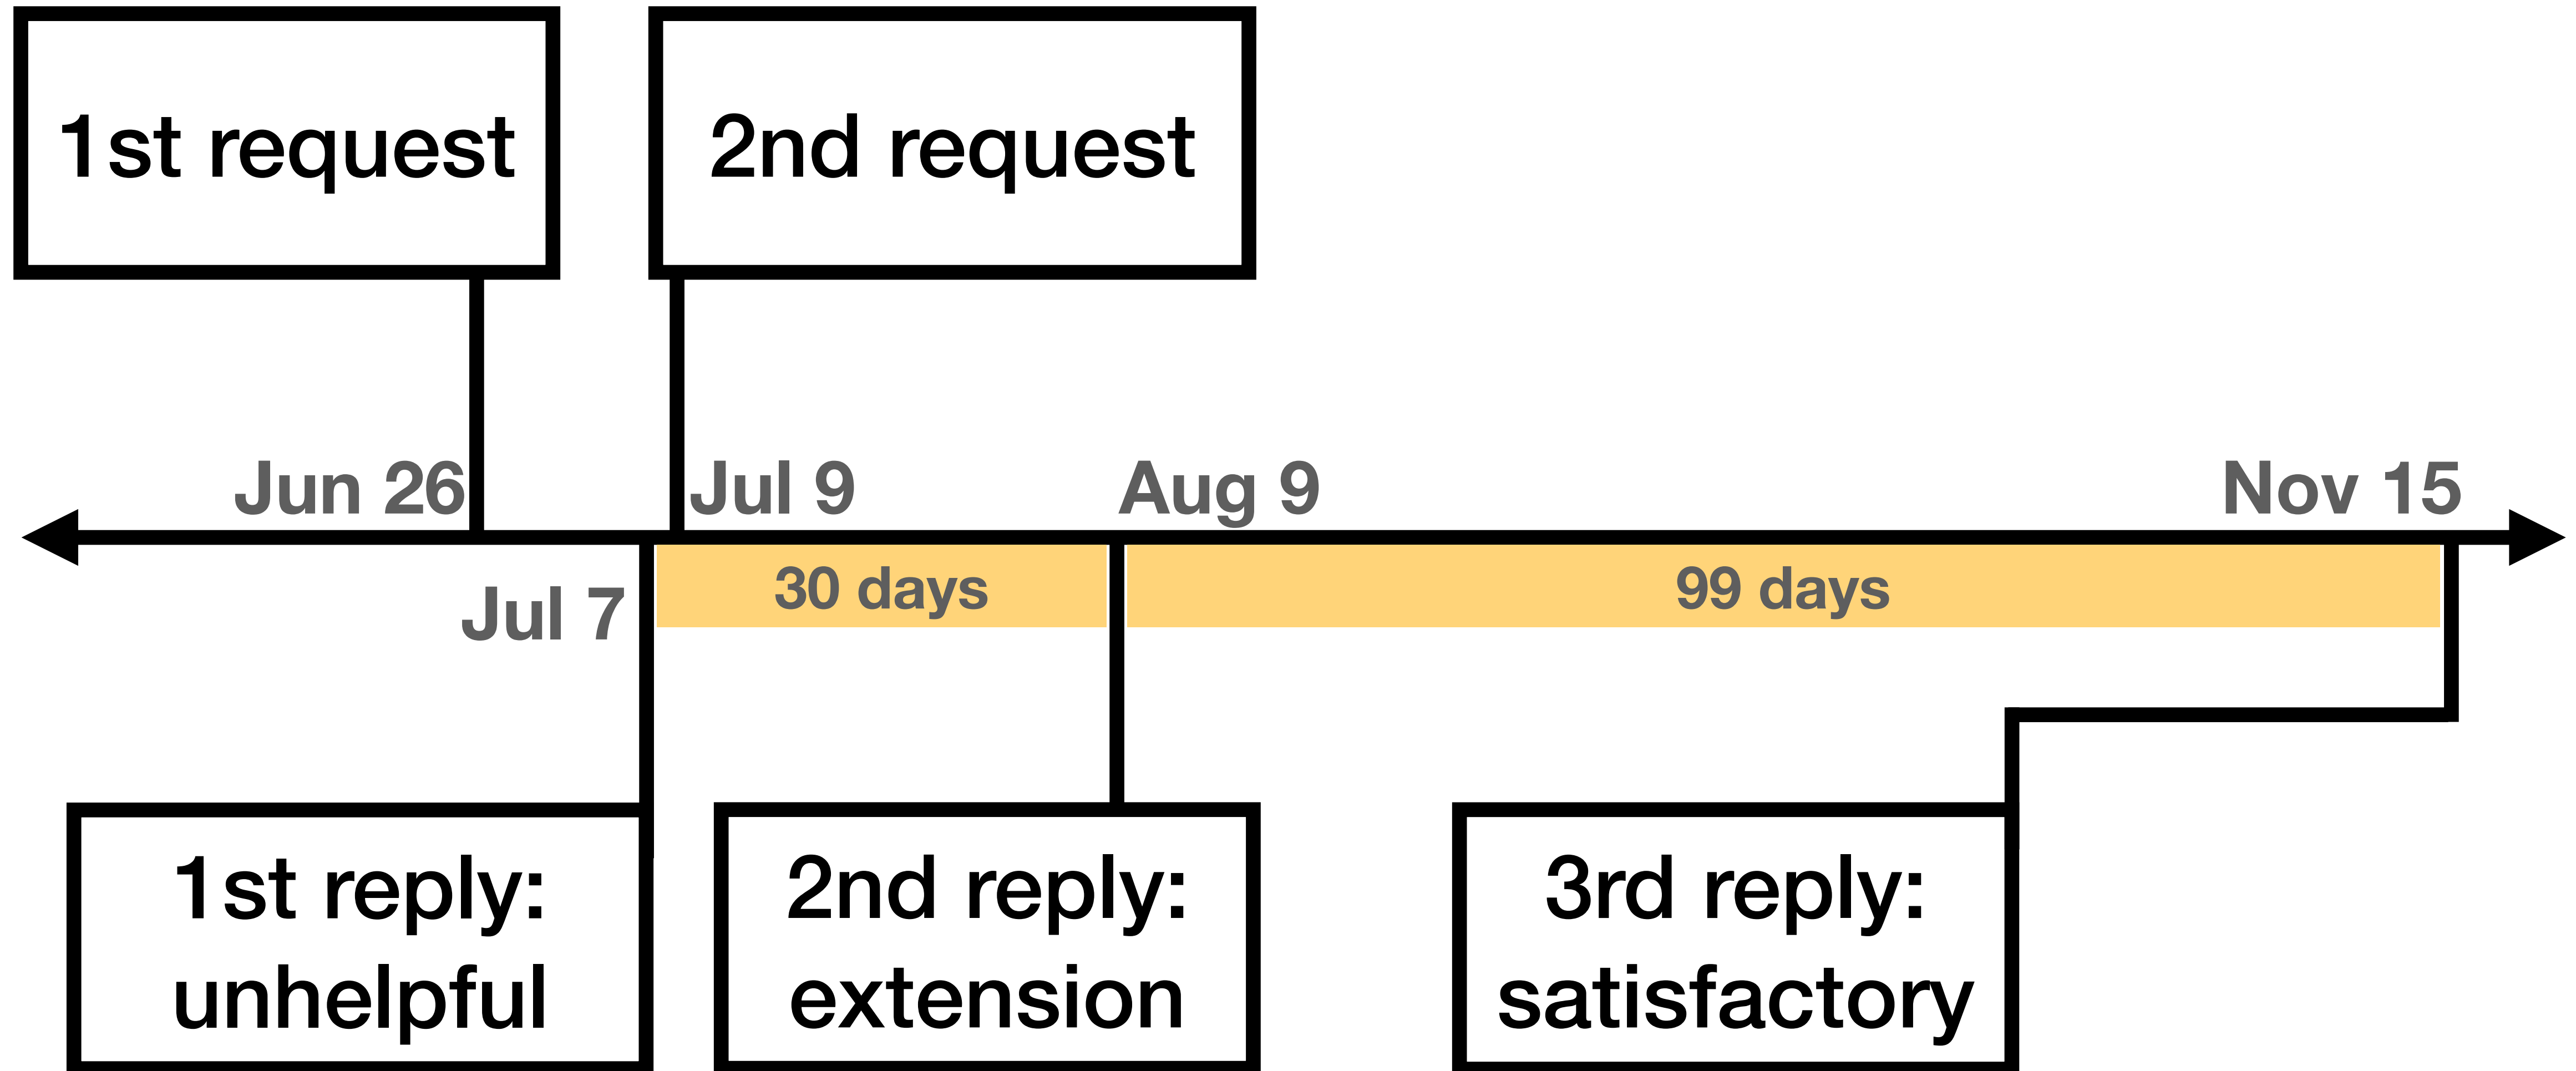 1st request
2nd request
Jun 26
Jul 9
Aug 9
Nov 15
Jul 7
30 days
99 days
1st reply:
unhelpful
2nd reply:
extension
3rd reply:
satisfactory